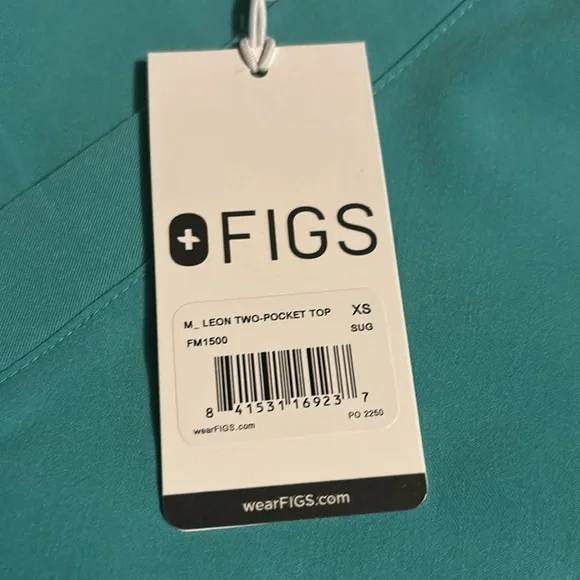 FIGS
M_ LEON TWO-POCKET TOP XS
FM1500 SUG
8 41531 16923 7
wearFIGS.com PO 2250
wearFIGS.com